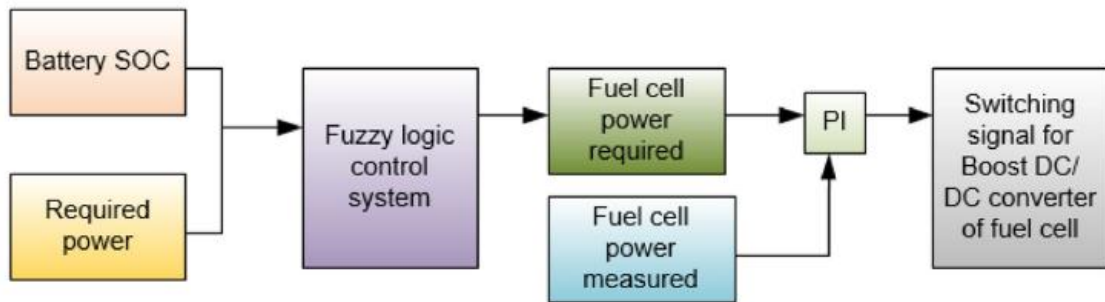 Battery SOC
Required
power
Fuzzy logic
control
system
Fuel cell
power
required
Fuel cell
power
measured
PI
Switching
signal for
Boost DC/
DC converter
of fuel cell